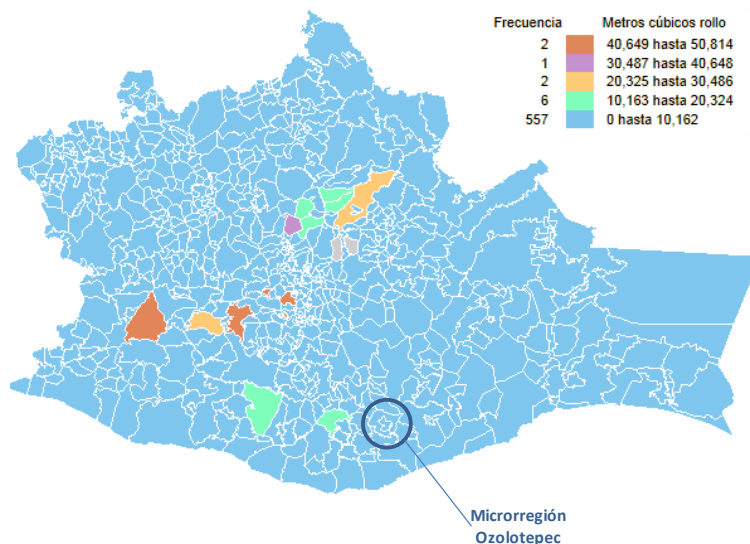 Frecuencia Metros cúbicos rollo
2 40,649 hasta 50,814
1 30,487 hasta 40,648
2 20,325 hasta 30,486
6 10,163 hasta 20,324
557 0 hasta 10,162
Microrregión
Ozolotepec